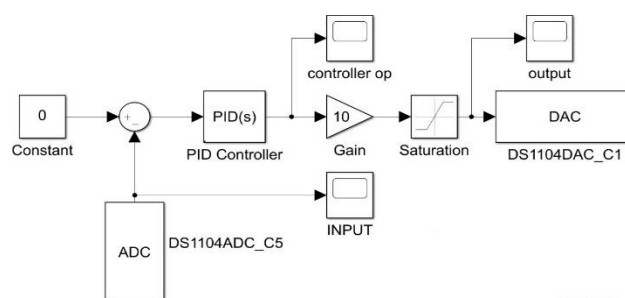 controller op
output
0
+
-
PID(s)
10
DAC
Constant
PID Controller
Gain
Saturation
DS1104DAC_C1
ADC
DS1104ADC_C5
INPUT